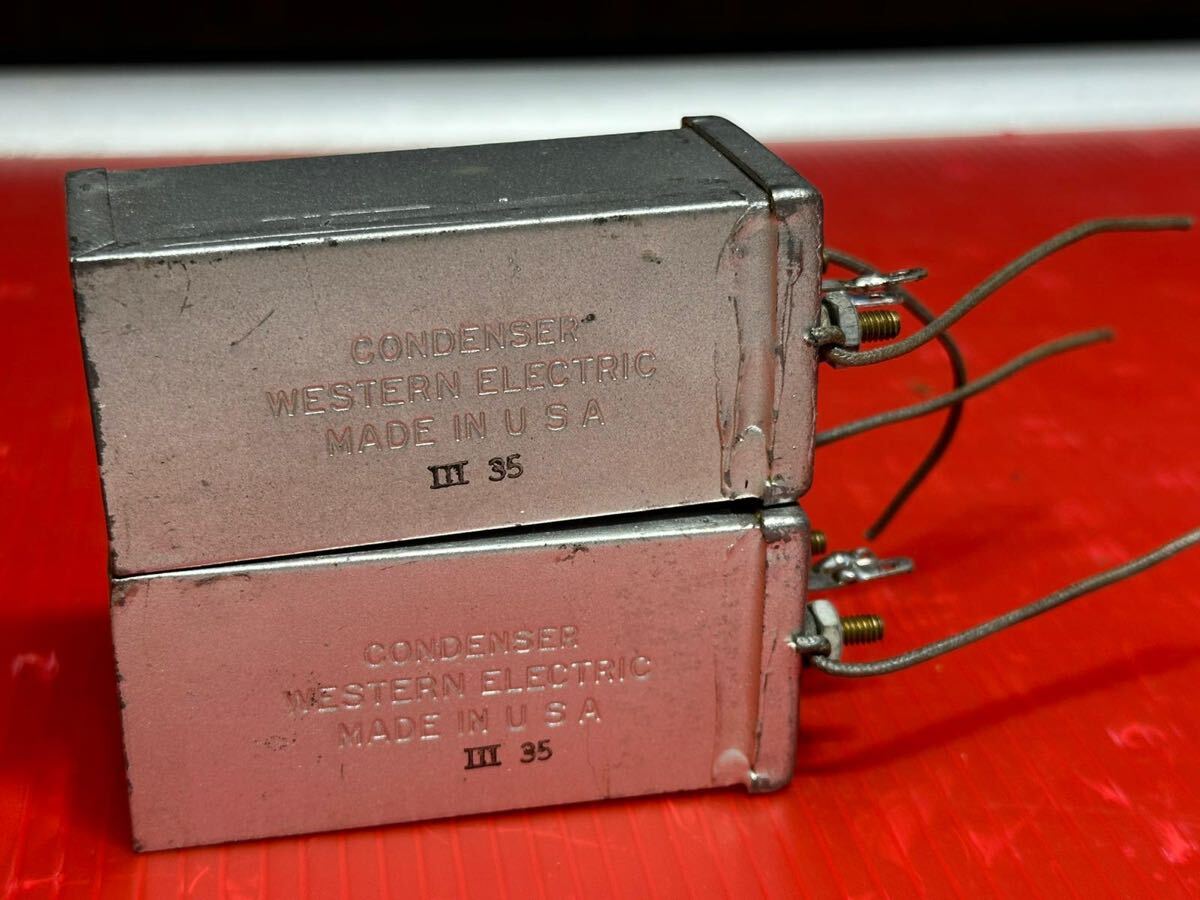 CONDENSER
WESTERN ELECTRIC
MADE IN U S A
III 35
CONDENSER
WESTERN ELECTRIC
MADE IN U S A
III 35